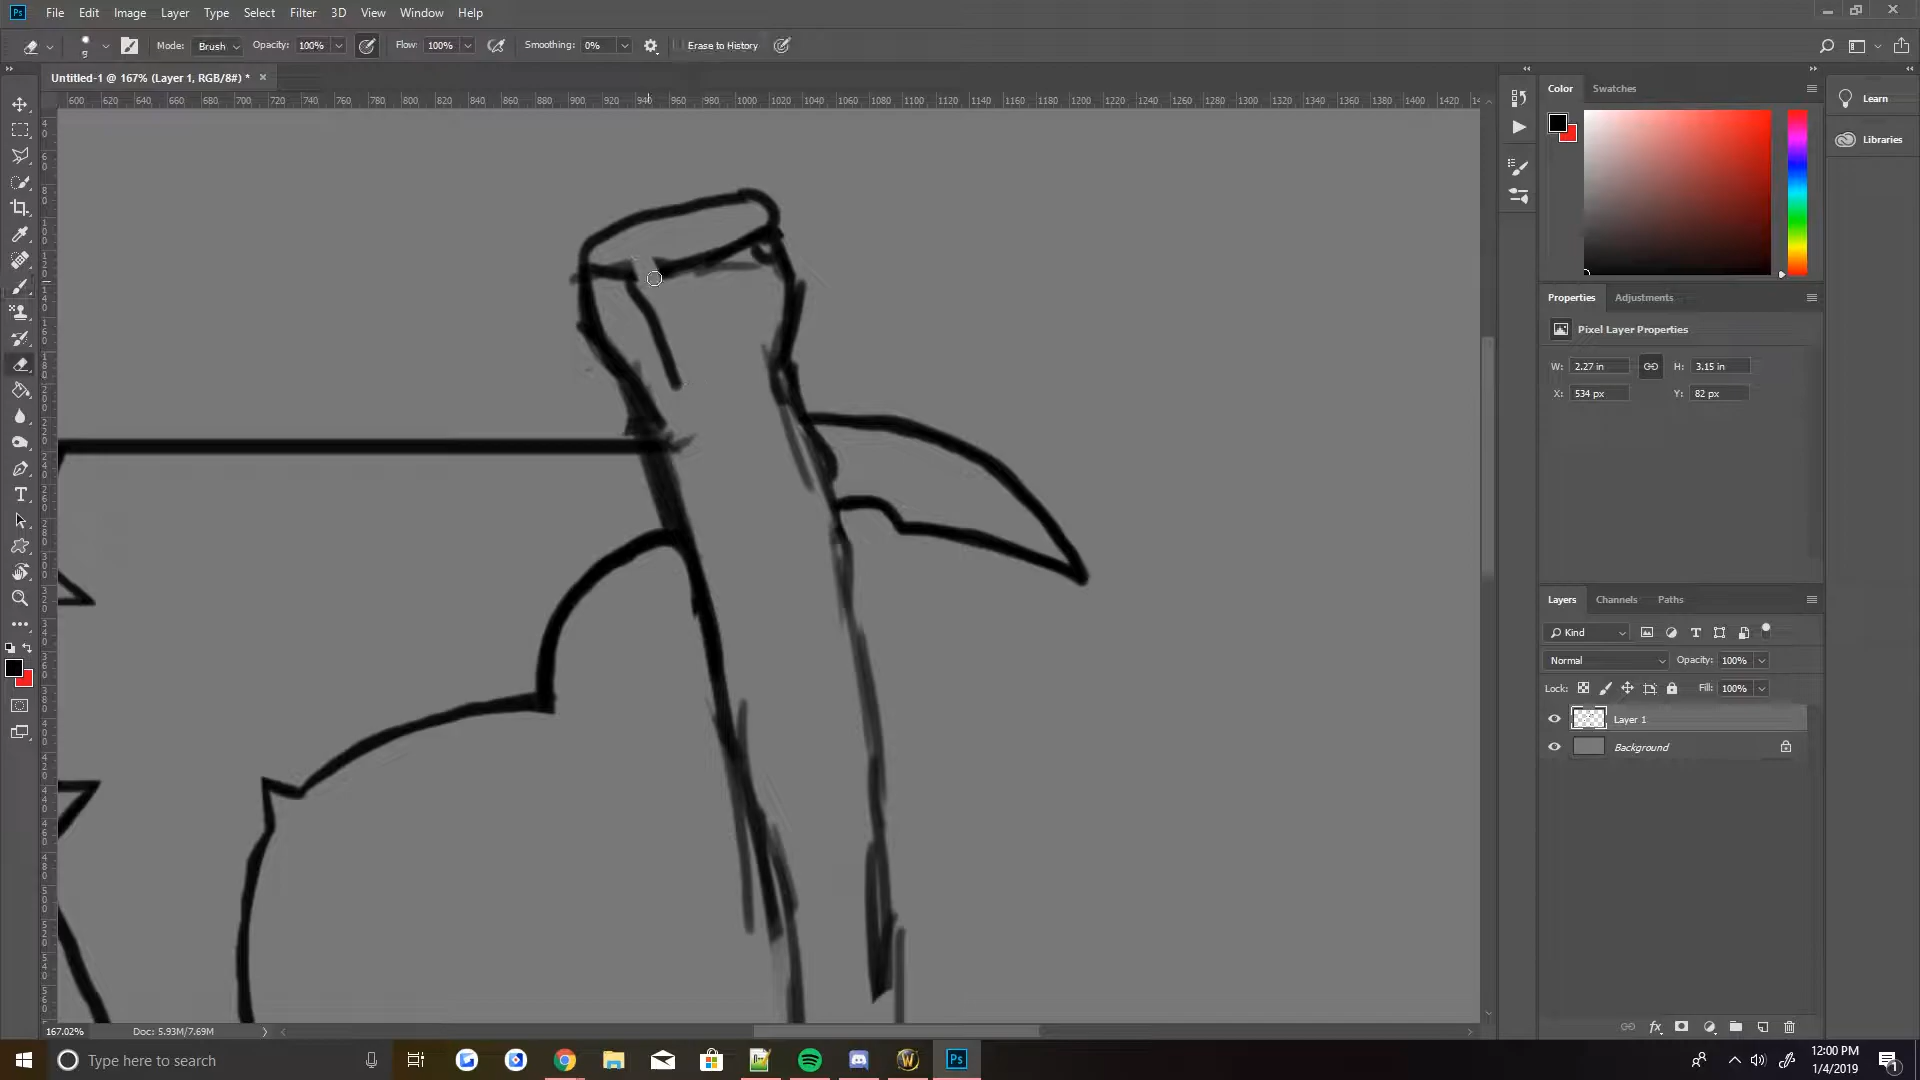 Ps File Edit Image Layer Type Select Filter 3D View Window Help
Mode: Brush Opacity: 100% Flow: 100% Smoothing: 0% Erase to History
Untitled-1 @ 167% (Layer 1, RGB/8#) *
600 620 640 660 680 700 720 740 760 780 800 820 840 860 880 900 920 940 960 980 1000 1020 1040 1060 1080 1100 1120 1140 1160 1180 1200 1220 1240 1260 1280 1300 1320 1340 1360 1380 1400 1420
Color Swatches
Learn
Libraries
Properties Adjustments
Pixel Layer Properties
W: 2.27 in H: 3.15 in
X: 534 px Y: 82 px
Layers Channels Paths
Kind
Normal Opacity: 100%
Lock: Fill: 100%
Layer 1
Background
167.02% Doc: 5.93M/7.69M
Type here to search
Ps
12:00 PM
1/4/2019
1